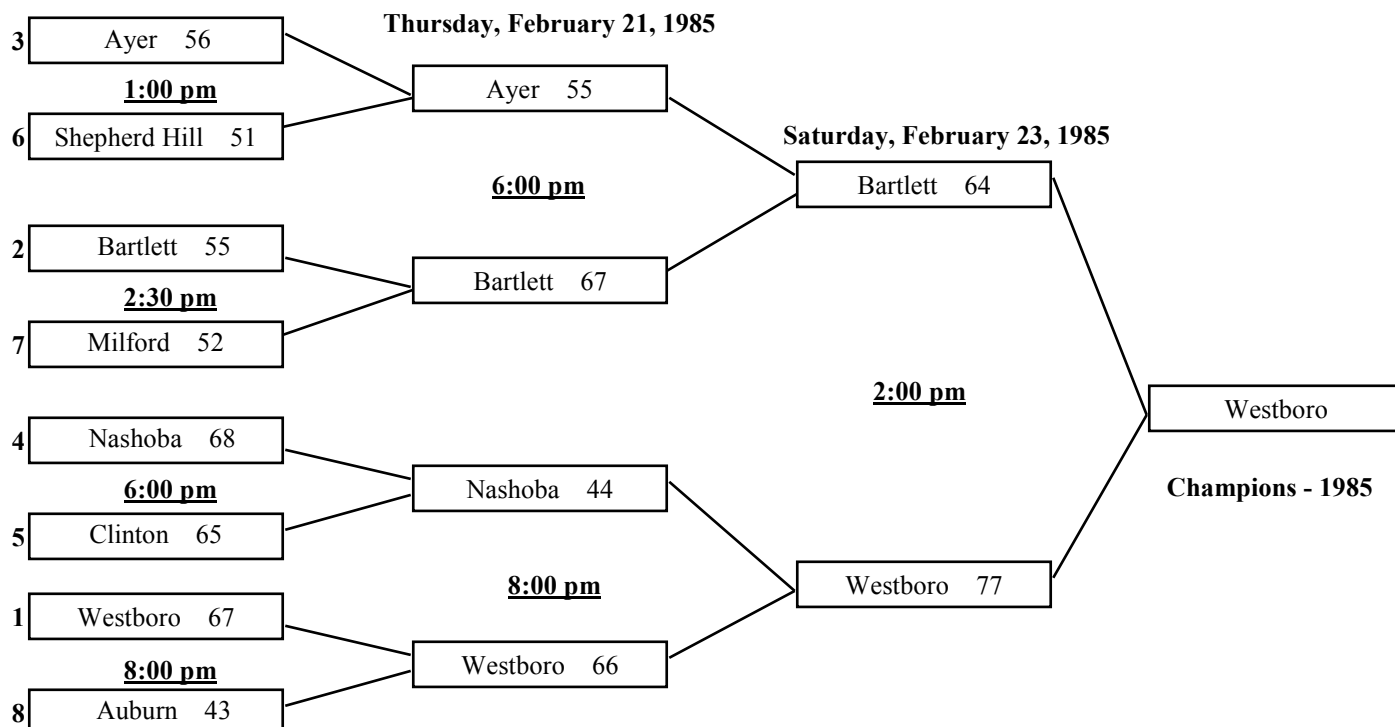 Thursday, February 21, 1985
3 Ayer 56
1:00 pm
6 Shepherd Hill 51
2 Bartlett 55
2:30 pm
7 Milford 52
4 Nashoba 68
6:00 pm
5 Clinton 65
1 Westboro 67
8:00 pm
8 Auburn 43
Ayer 55
6:00 pm
Bartlett 67
Nashoba 44
8:00 pm
Westboro 66
Saturday, February 23, 1985
Bartlett 64
2:00 pm
Westboro 77
Westboro
Champions - 1985